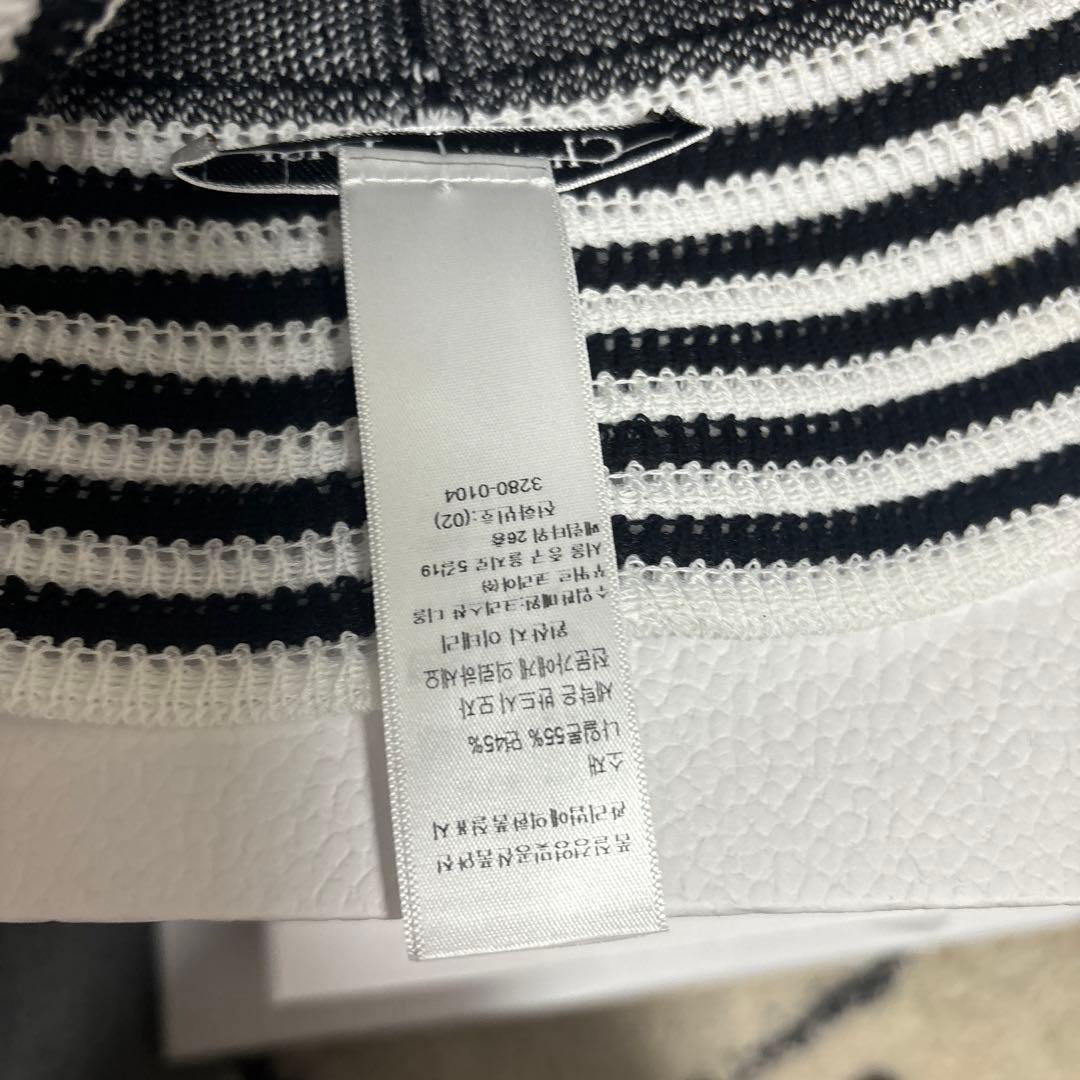 품질경영및공산품안전
관리법에의한품질표시
소재
나일론55% 면45%
세탁은 반드시 모자
전문가에게 의뢰하세요
원산지 이태리
수입판매원:크리스챤 디올
꾸뛰르 코리아㈜
서울 중구 을지로 5길19
페럼타워 26층
전화번호:(02)
3280-0104